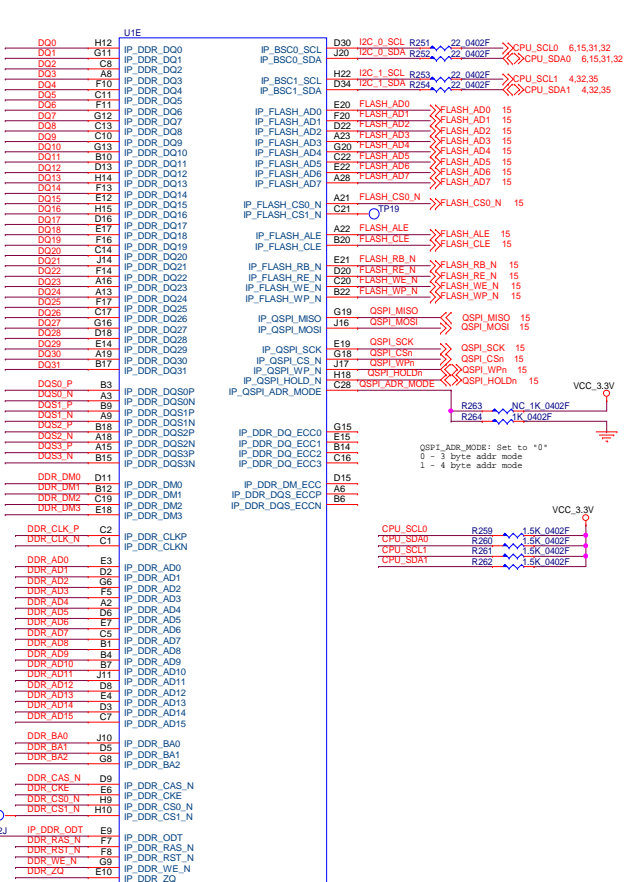 U1E
DQ0 H12 IP_DDR_DQ0
DQ1 G11 IP_DDR_DQ1
DQ2 C8 IP_DDR_DQ2
DQ3 A8 IP_DDR_DQ3
DQ4 F10 IP_DDR_DQ4
DQ5 C11 IP_DDR_DQ5
DQ6 F11 IP_DDR_DQ6
DQ7 G12 IP_DDR_DQ7
DQ8 C13 IP_DDR_DQ8
DQ9 C10 IP_DDR_DQ9
DQ10 G13 IP_DDR_DQ10
DQ11 B10 IP_DDR_DQ11
DQ12 D13 IP_DDR_DQ12
DQ13 H14 IP_DDR_DQ13
DQ14 F13 IP_DDR_DQ14
DQ15 E12 IP_DDR_DQ15
DQ16 H15 IP_DDR_DQ16
DQ17 D16 IP_DDR_DQ17
DQ18 E17 IP_DDR_DQ18
DQ19 F16 IP_DDR_DQ19
DQ20 C14 IP_DDR_DQ20
DQ21 J14 IP_DDR_DQ21
DQ22 F14 IP_DDR_DQ22
DQ23 A16 IP_DDR_DQ23
DQ24 A13 IP_DDR_DQ24
DQ25 F17 IP_DDR_DQ25
DQ26 C17 IP_DDR_DQ26
DQ27 G16 IP_DDR_DQ27
DQ28 D18 IP_DDR_DQ28
DQ29 E14 IP_DDR_DQ29
DQ30 A19 IP_DDR_DQ30
DQ31 B17 IP_DDR_DQ31
DQS0_P B3 IP_DDR_DQS0P
DQS0_N A3 IP_DDR_DQS0N
DQS1_P B9 IP_DDR_DQS1P
DQS1_N A9 IP_DDR_DQS1N
DQS2_P B18 IP_DDR_DQS2P
DQS2_N A18 IP_DDR_DQS2N
DQS3_P A15 IP_DDR_DQS3P
DQS3_N B15 IP_DDR_DQS3N
DDR_DM0 D11 IP_DDR_DM0
DDR_DM1 B12 IP_DDR_DM1
DDR_DM2 C19 IP_DDR_DM2
DDR_DM3 E18 IP_DDR_DM3
DDR_CLK_P C2 IP_DDR_CLKP
DDR_CLK_N C1 IP_DDR_CLKN
DDR_AD0 E3 IP_DDR_AD0
DDR_AD1 D2 IP_DDR_AD1
DDR_AD2 G6 IP_DDR_AD2
DDR_AD3 F5 IP_DDR_AD3
DDR_AD4 A2 IP_DDR_AD4
DDR_AD5 D6 IP_DDR_AD5
DDR_AD6 E7 IP_DDR_AD6
DDR_AD7 C5 IP_DDR_AD7
DDR_AD8 B1 IP_DDR_AD8
DDR_AD9 B4 IP_DDR_AD9
DDR_AD10 B7 IP_DDR_AD10
DDR_AD11 J11 IP_DDR_AD11
DDR_AD12 D8 IP_DDR_AD12
DDR_AD13 E4 IP_DDR_AD13
DDR_AD14 D3 IP_DDR_AD14
DDR_AD15 C7 IP_DDR_AD15
DDR_BA0 J10 IP_DDR_BA0
DDR_BA1 D5 IP_DDR_BA1
DDR_BA2 G8 IP_DDR_BA2
DDR_CAS_N D9 IP_DDR_CAS_N
DDR_CKE E6 IP_DDR_CKE
DDR_CS0_N H9 IP_DDR_CS0_N
DDR_CS1_N H10 IP_DDR_CS1_N
IP_DDR_ODT E9 IP_DDR_ODT
DDR_RAS_N F7 IP_DDR_RAS_N
DDR_RST_N F8 IP_DDR_RST_N
DDR_WE_N G9 IP_DDR_WE_N
DDR_ZQ E10 IP_DDR_ZQ
IP_BSC0_SCL D30 I2C_0_SCL R251 22_0402F CPU_SCL0 6,15,31,32
IP_BSC0_SDA J20 I2C_0_SDA R252 22_0402F CPU_SDA0 6,15,31,32
IP_BSC1_SCL H22 I2C_1_SCL R253 22_0402F CPU_SCL1 4,32,35
IP_BSC1_SDA D34 I2C_1_SDA R254 22_0402F CPU_SDA1 4,32,35
IP_FLASH_AD0 E20 FLASH_AD0 FLASH_AD0 15
IP_FLASH_AD1 F20 FLASH_AD1 FLASH_AD1 15
IP_FLASH_AD2 D22 FLASH_AD2 FLASH_AD2 15
IP_FLASH_AD3 A23 FLASH_AD3 FLASH_AD3 15
IP_FLASH_AD4 G20 FLASH_AD4 FLASH_AD4 15
IP_FLASH_AD5 C22 FLASH_AD5 FLASH_AD5 15
IP_FLASH_AD6 E22 FLASH_AD6 FLASH_AD6 15
IP_FLASH_AD7 A28 FLASH_AD7 FLASH_AD7 15
IP_FLASH_CS0_N A21 FLASH_CS0_N FLASH_CS0_N 15
IP_FLASH_CS1_N C21 TP19
IP_FLASH_ALE A22 FLASH_ALE FLASH_ALE 15
IP_FLASH_CLE B20 FLASH_CLE FLASH_CLE 15
IP_FLASH_RB_N E21 FLASH_RB_N FLASH_RB_N 15
IP_FLASH_RE_N D20 FLASH_RE_N FLASH_RE_N 15
IP_FLASH_WE_N C20 FLASH_WE_N FLASH_WE_N 15
IP_FLASH_WP_N B22 FLASH_WP_N FLASH_WP_N 15
IP_QSPI_MISO G19 QSPI_MISO QSPI_MISO 15
IP_QSPI_MOSI J16 QSPI_MOSI QSPI_MOSI 15
IP_QSPI_SCK E19 QSPI_SCK QSPI_SCK 15
IP_QSPI_CS_N G18 QSPI_CSn QSPI_CSn 15
IP_QSPI_WP_N J17 QSPI_WPn QSPI_WPn 15
IP_QSPI_HOLD_N H18 QSPI_HOLDn QSPI_HOLDn 15
IP_QSPI_ADR_MODE C28 QSPI_ADR_MODE
VCC_3.3V
R263 NC_1K_0402F
R264 1K_0402F
IP_DDR_DQ_ECC0 G15
IP_DDR_DQ_ECC1 E15
IP_DDR_DQ_ECC2 B14
IP_DDR_DQ_ECC3 C16
QSPI_ADR_MODE: Set to "0"
0 - 3 byte addr mode
1 - 4 byte addr mode
IP_DDR_DM_ECC D15
IP_DDR_DQS_ECCP A6
IP_DDR_DQS_ECCN B6
VCC_3.3V
CPU_SCL0 R259 1.5K_0402F
CPU_SDA0 R260 1.5K_0402F
CPU_SCL1 R261 1.5K_0402F
CPU_SDA1 R262 1.5K_0402F